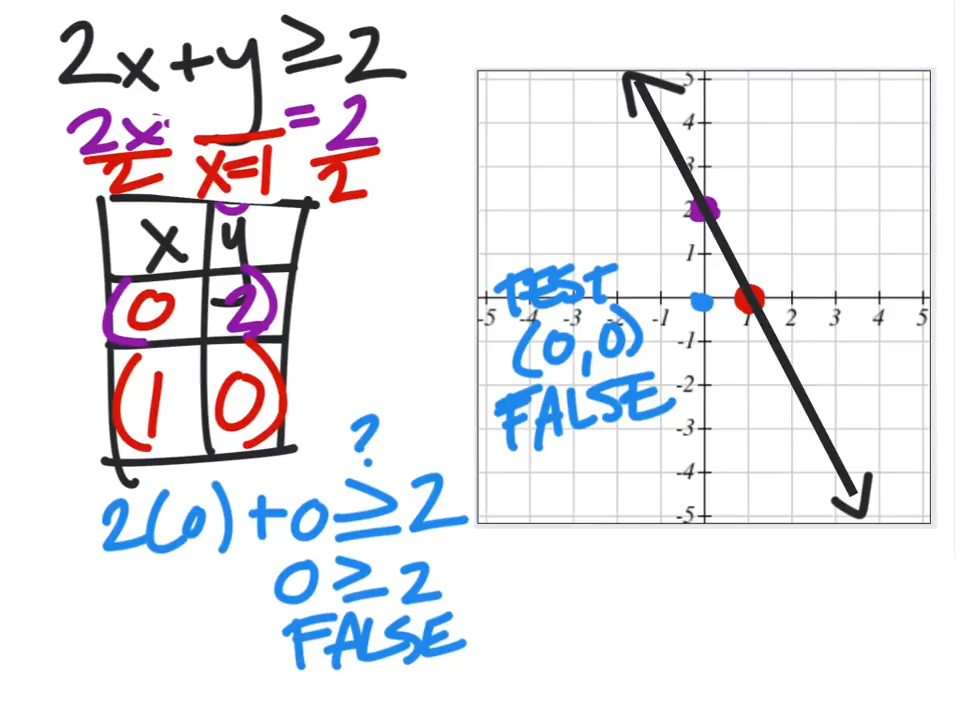 2x+y≥2
2x = 2
2 x=1 2
x y
(0 2)
(1 0)
?
2(0)+0≥2
0≥2
FALSE
TEST
(0,0)
FALSE
5
4
3
2
1
-5 -4 -3 -2 -1 1 2 3 4 5
-1
-2
-3
-4
-5